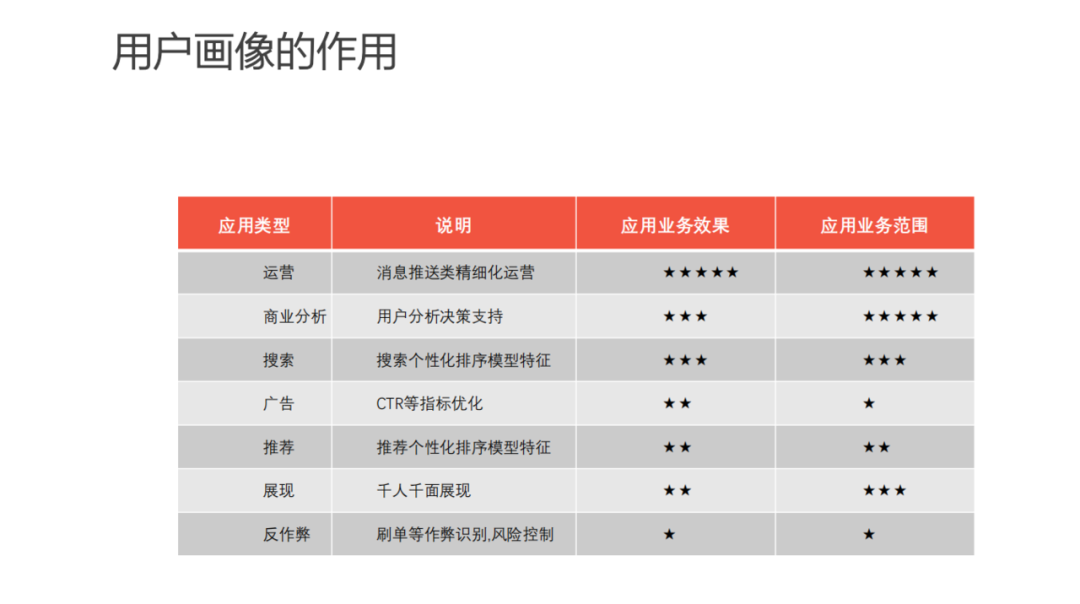 用户画像的作用
应用类型 说明 应用业务效果 应用业务范围
运营 消息推送类精细化运营 ★★★★★ ★★★★★
商业分析 用户分析决策支持 ★★★ ★★★★★
搜索 搜索个性化排序模型特征 ★★★ ★★★
广告 CTR等指标优化 ★★ ★
推荐 推荐个性化排序模型特征 ★★ ★★
展现 千人千面展现 ★★ ★★★
反作弊 刷单等作弊识别,风险控制 ★ ★